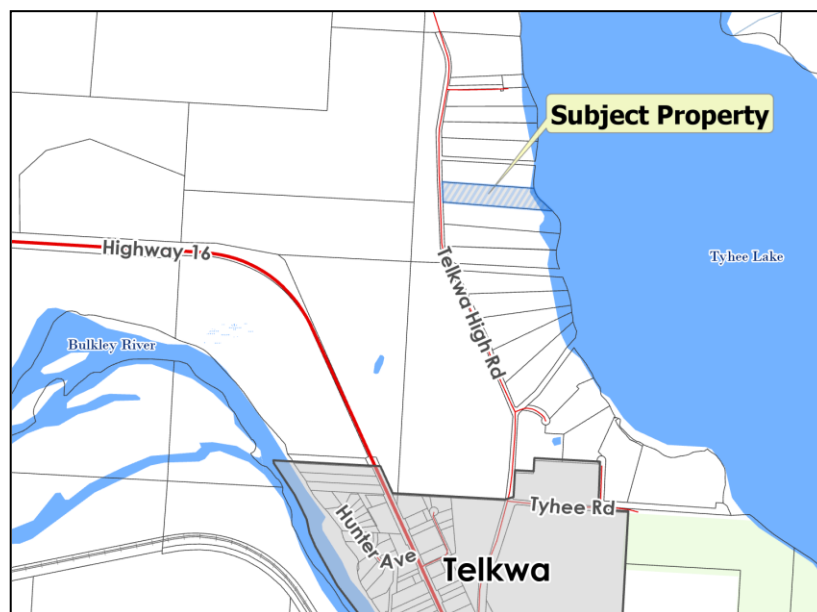 Subject Property
Highway 16
Telkwa High Rd
Tyhee Lake
Bulkley River
Tyhee Rd
Hunter Ave
Telkwa